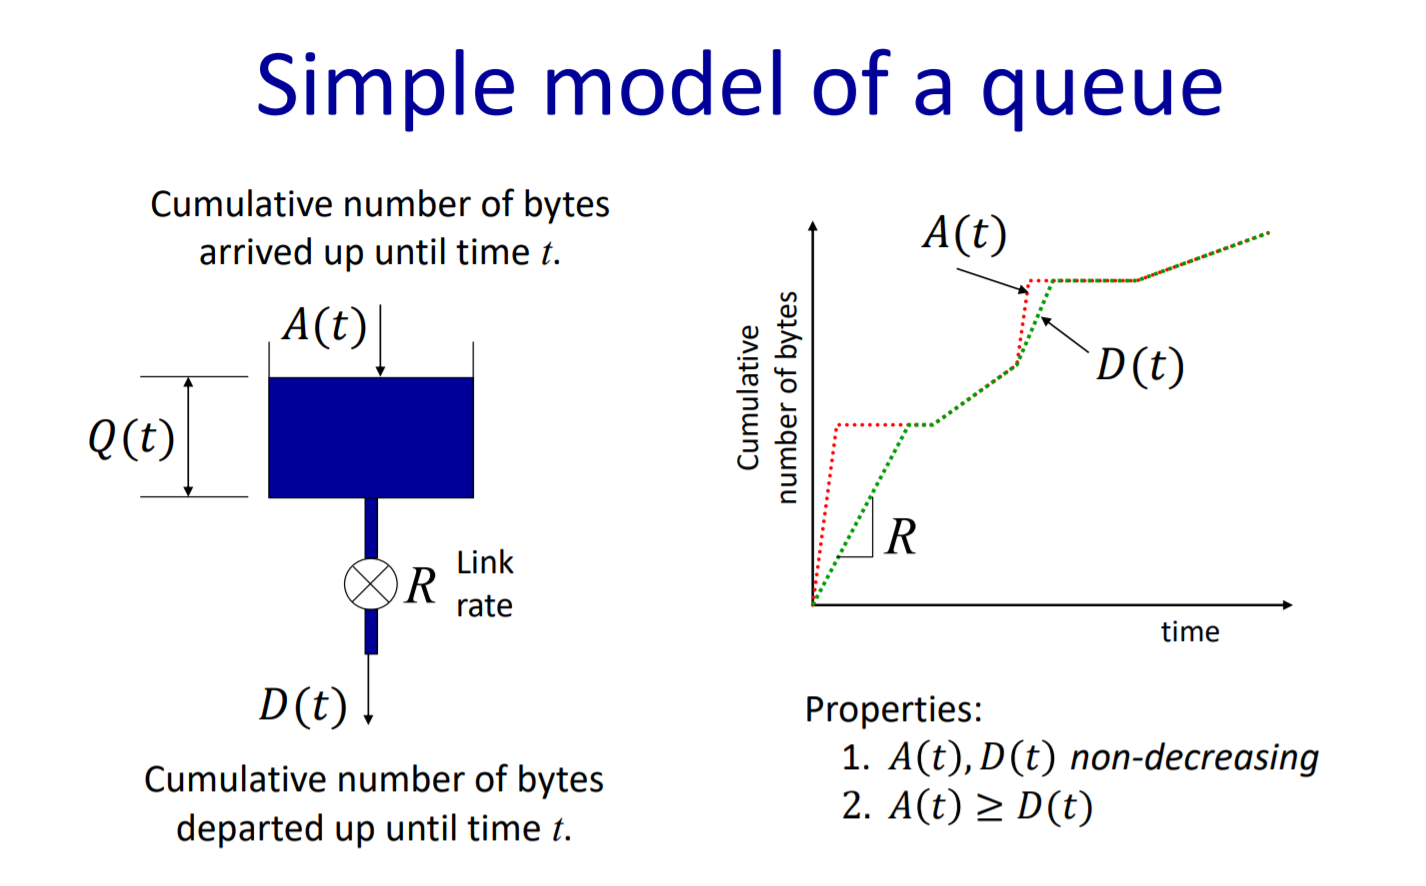 Simple model of a queue
Cumulative number of bytes
arrived up until time t.
A(t)
Q(t)
R
Link
rate
D(t)
Cumulative number of bytes
departed up until time t.
A(t)
D(t)
R
Cumulative
number of bytes
time
Properties:
1. A(t), D(t) non-decreasing
2. A(t) ≥ D(t)